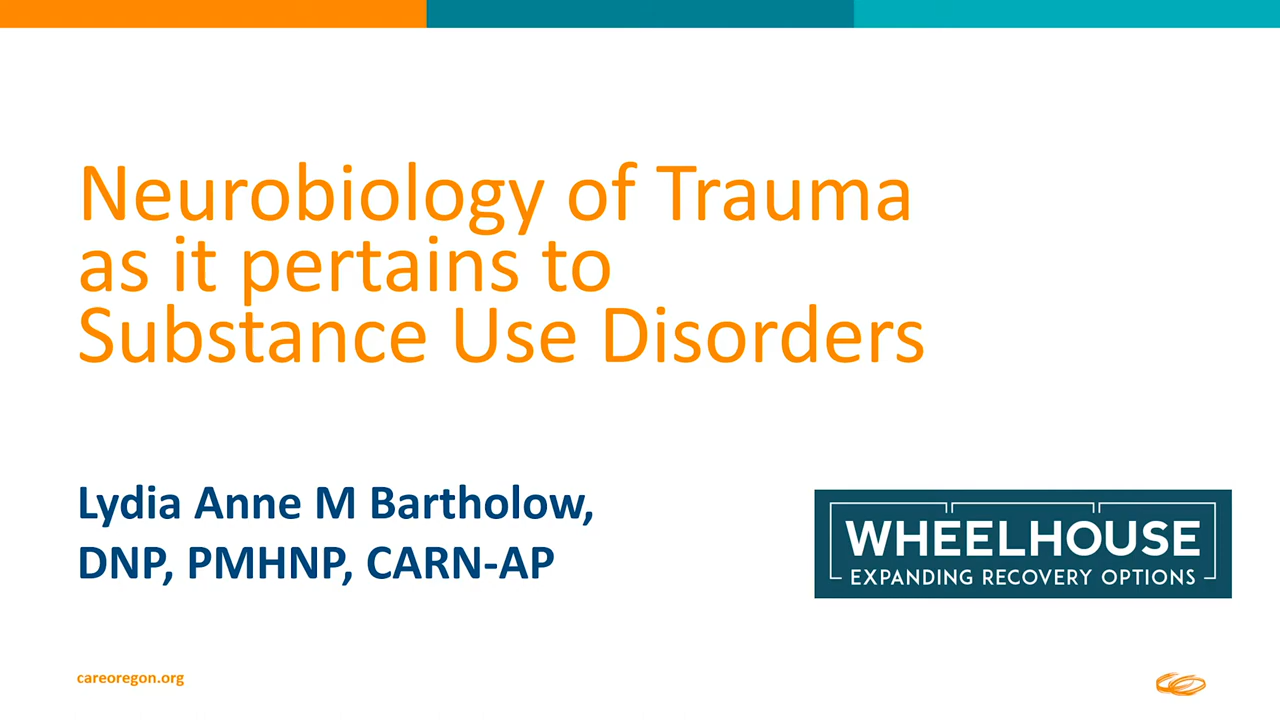 Neurobiology of Trauma
as it pertains to
Substance Use Disorders
Lydia Anne M Bartholow,
DNP, PMHNP, CARN-AP
WHEELHOUSE
EXPANDING RECOVERY OPTIONS
careoregon.org